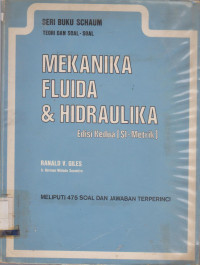 SERI BUKU SCHAUM
TEORI DAN SOAL-SOAL
MEKANIKA
FLUIDA
& HIDRAULIKA
Edisi Kedua (SI-Metrik)
RANALD V. GILES
MELIPUTI 475 SOAL DAN JAWABAN TERPERINCI